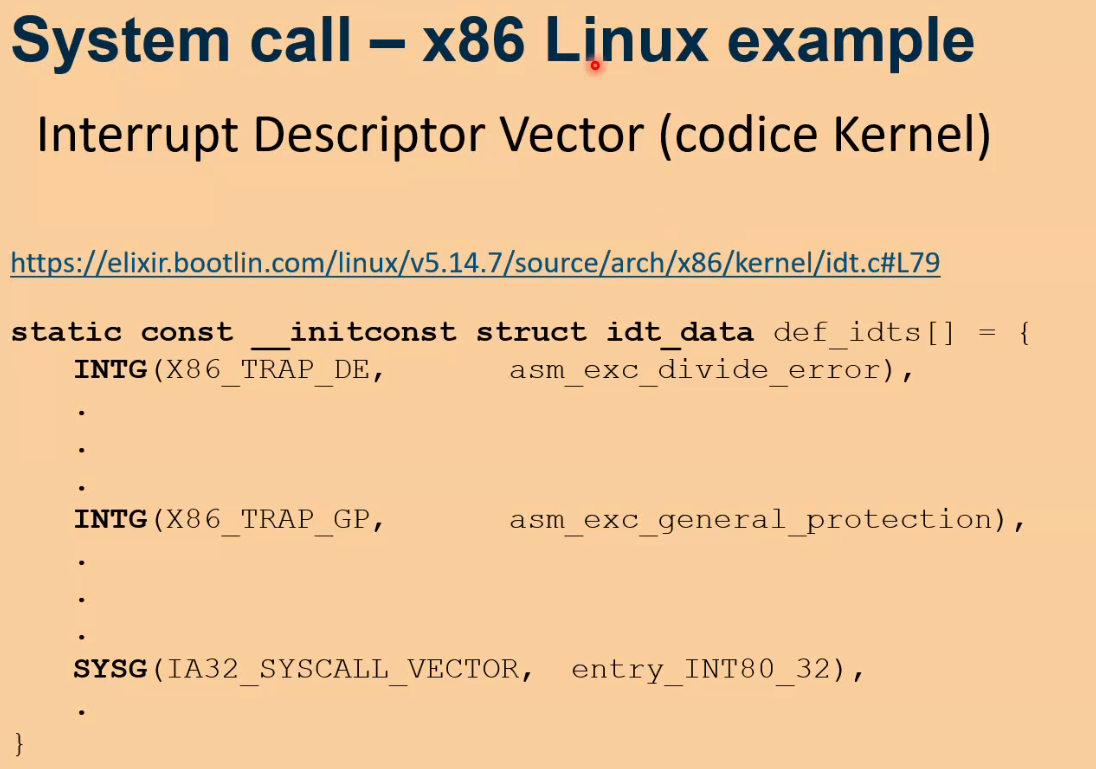 System call – x86 Linux example
Interrupt Descriptor Vector (codice Kernel)
https://elixir.bootlin.com/linux/v5.14.7/source/arch/x86/kernel/idt.c#L79
static const __initconst struct idt_data def_idts[] = {
INTG(X86_TRAP_DE, asm_exc_divide_error),
.
.
.
INTG(X86_TRAP_GP, asm_exc_general_protection),
.
.
.
SYSG(IA32_SYSCALL_VECTOR, entry_INT80_32),
.
}